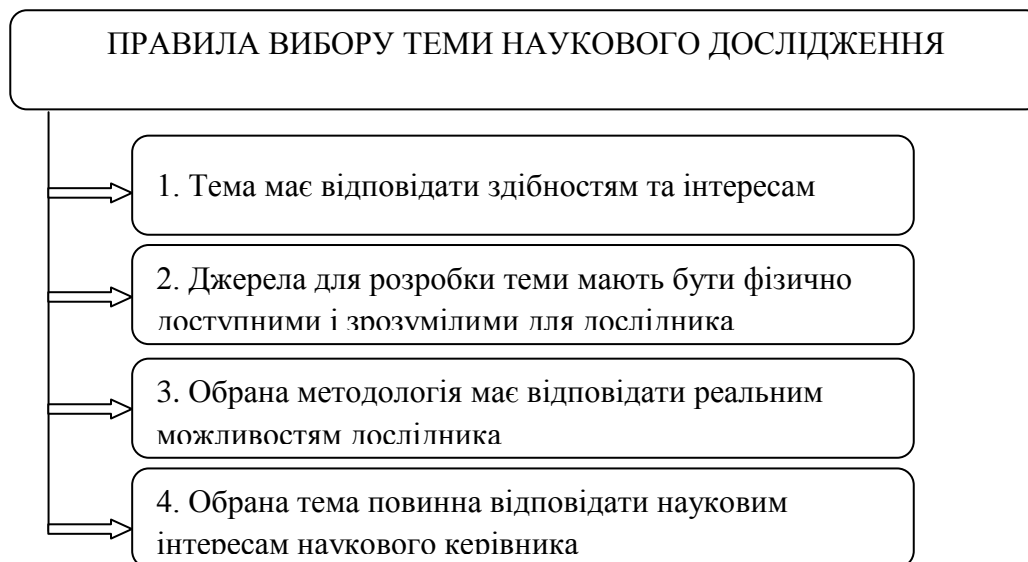 ПРАВИЛА ВИБОРУ ТЕМИ НАУКОВОГО ДОСЛІДЖЕННЯ
1. Тема має відповідати здібностям та інтересам
2. Джерела для розробки теми мають бути фізично
доступними і зрозумілими для дослідника
3. Обрана методологія має відповідати реальним
можливостям дослідника
4. Обрана тема повинна відповідати науковим
інтересам наукового керівника